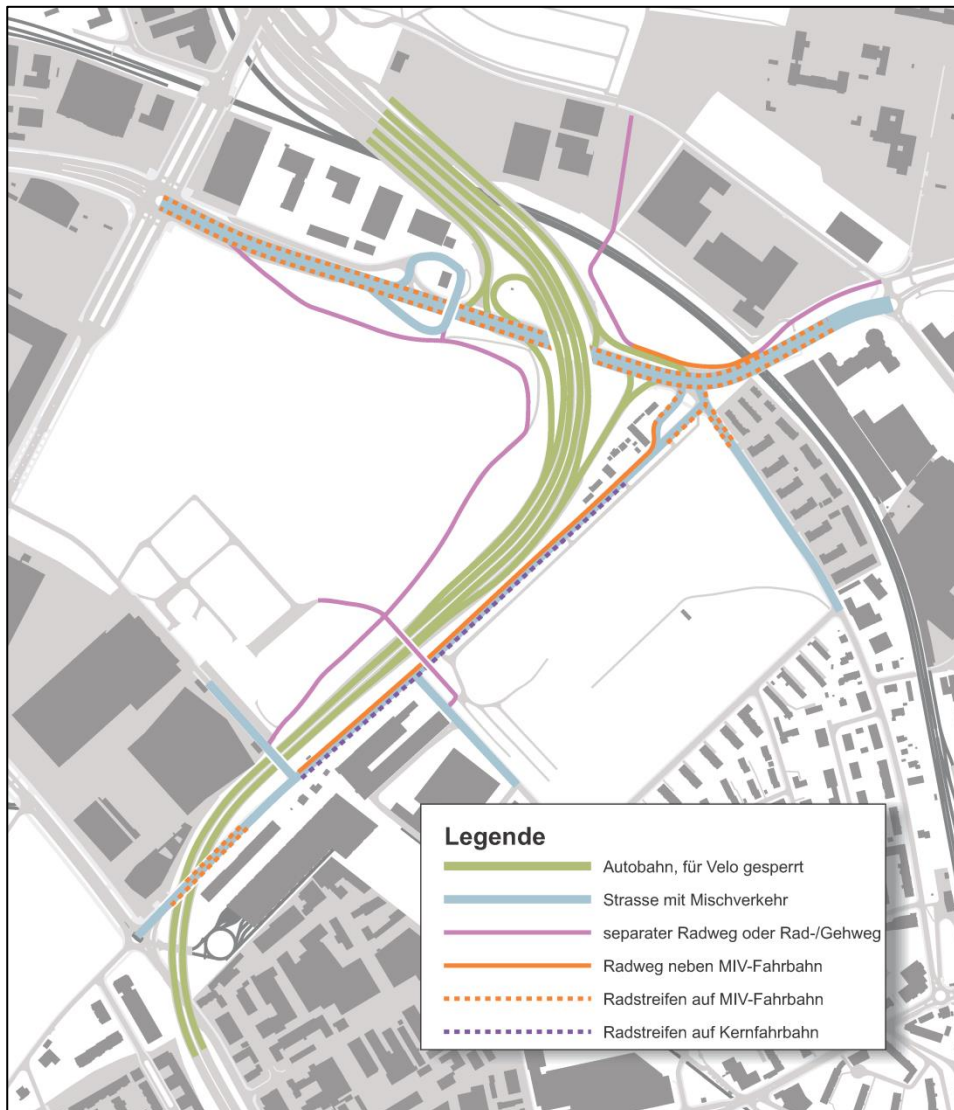 Legende
Autobahn, für Velo gesperrt
Strasse mit Mischverkehr
separater Radweg oder Rad-/Gehweg
Radweg neben MIV-Fahrbahn
Radstreifen auf MIV-Fahrbahn
Radstreifen auf Kernfahrbahn